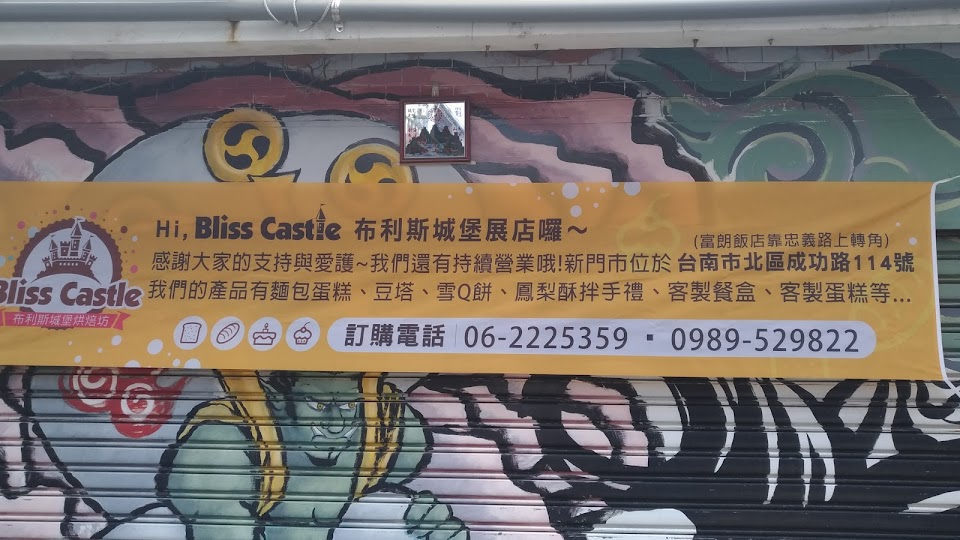 Hi, Bliss Castle 布利斯城堡展店囉～
(富朗飯店靠忠義路上轉角)
感謝大家的支持與愛護~我們還有持續營業哦!新門市位於 台南市北區成功路114號
我們的產品有麵包蛋糕、豆塔、雪Q餅、鳳梨酥拌手禮、客製餐盒、客製蛋糕等...
訂購電話 06-2225359 ▪ 0989-529822
Bliss Castle
布利斯城堡烘焙坊